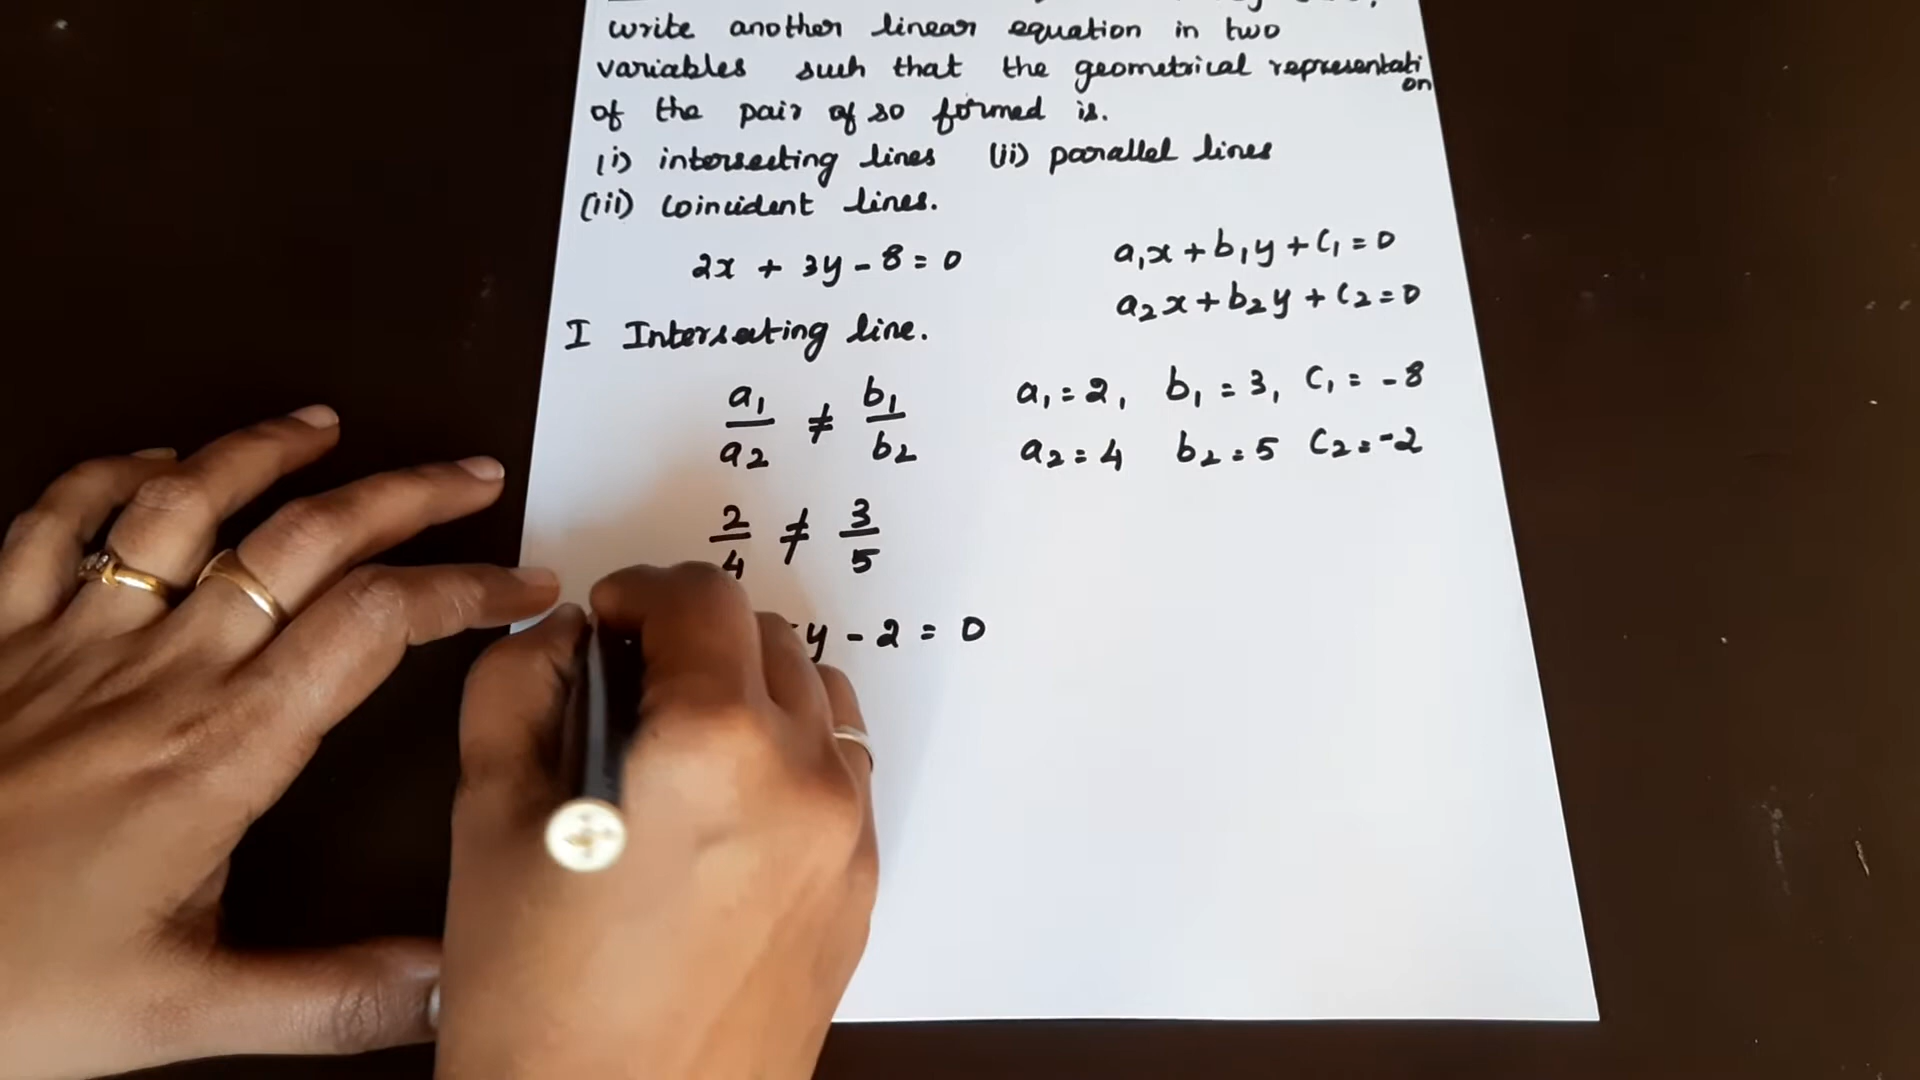 write another linear equation in two
variables such that the geometrical representati
on
of the pair of so formed is.
(i) intersecting lines (ii) parallel lines
(iii) coincident lines.
2x + 3y - 8 = 0
a₁x + b₁y + c₁ = 0
a₂x + b₂y + c₂ = 0
I Intersecting line.
a₁/a₂ ≠ b₁/b₂
a₁ = 2, b₁ = 3, c₁ = -8
a₂ = 4 b₂ = 5 c₂ = -2
2/4 ≠ 3/5
y - 2 = 0